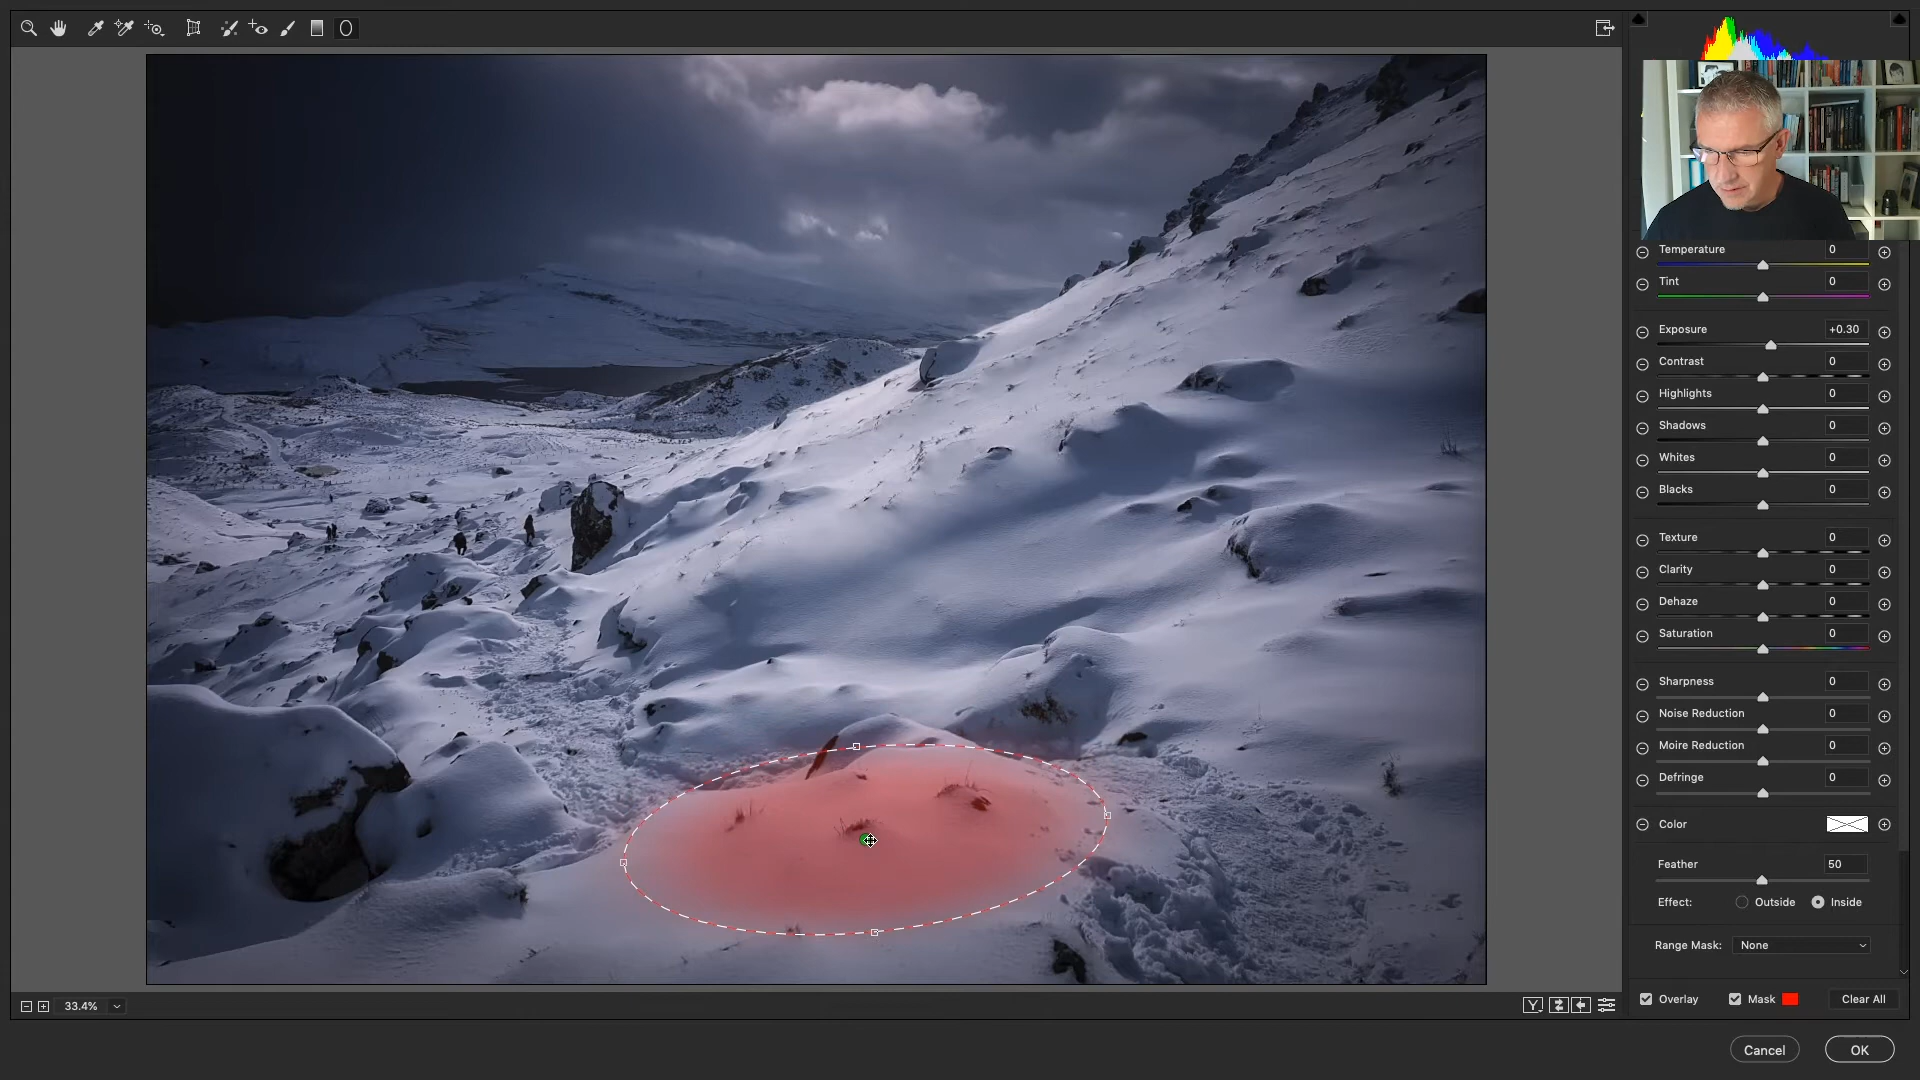 Temperature 0
Tint 0
Exposure +0.30
Contrast 0
Highlights 0
Shadows 0
Whites 0
Blacks 0
Texture 0
Clarity 0
Dehaze 0
Saturation 0
Sharpness 0
Noise Reduction 0
Moire Reduction 0
Defringe 0
Color
Feather 50
Effect: Outside Inside
Range Mask: None
33.4% Y Overlay Mask Clear All
Cancel OK